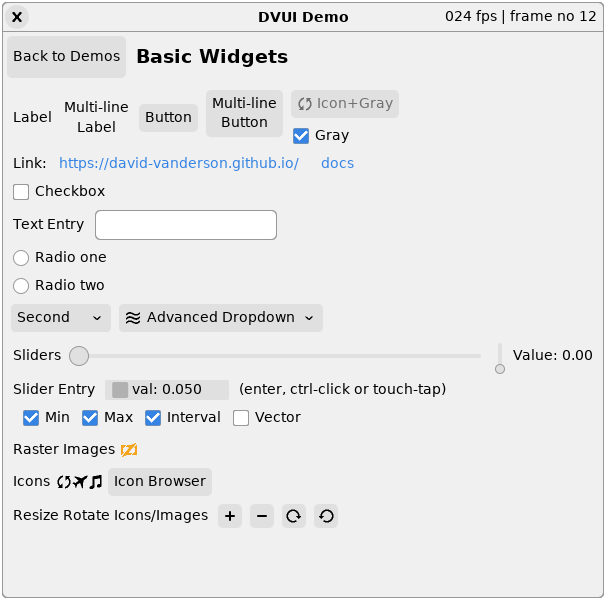 DVUI Demo 024 fps | frame no 12
Back to Demos Basic Widgets
Label Multi-line Label Button Multi-line Button Icon+Gray
Gray
Link: https://david-vanderson.github.io/ docs
Checkbox
Text Entry
Radio one
Radio two
Second Advanced Dropdown
Sliders Value: 0.00
Slider Entry val: 0.050 (enter, ctrl-click or touch-tap)
Min Max Interval Vector
Raster Images
Icons Icon Browser
Resize Rotate Icons/Images